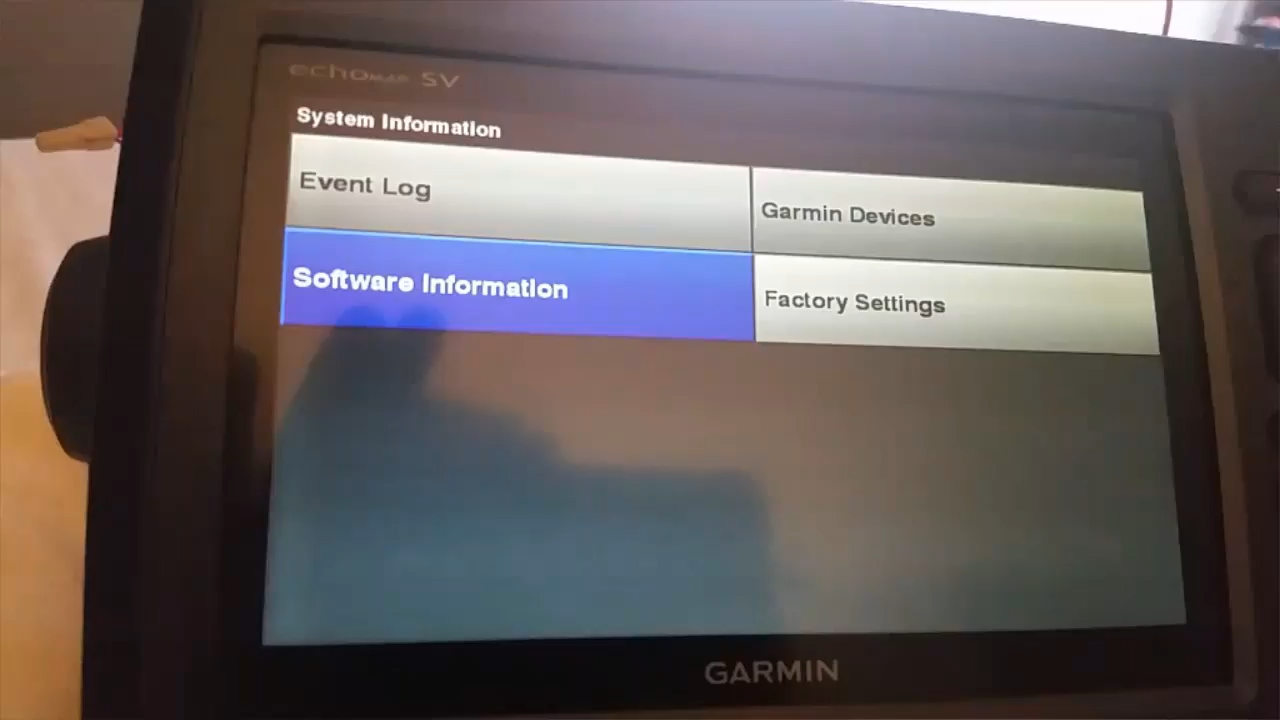 echoMAP SV
System Information
Event Log
Garmin Devices
Software Information
Factory Settings
GARMIN